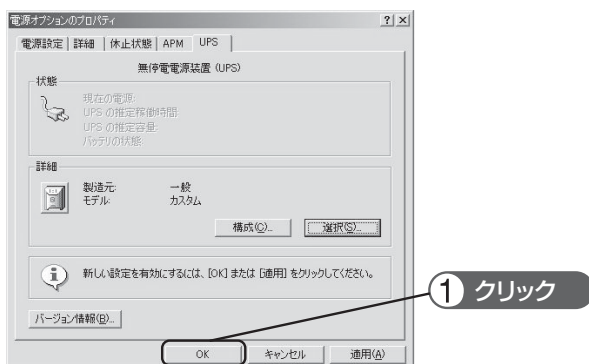 電源オプションのプロパティ
? ×
電源設定 詳細 休止状態 APM UPS
無停電電源装置 (UPS)
状態
現在の電源:
UPS の推定稼働時間:
UPS の推定容量:
バッテリの状態:
詳細
製造元: 一般
モデル: カスタム
構成(C)... 選択(S)...
新しい設定を有効にするには、[OK] または [適用] をクリックしてください。
1 クリック
バージョン情報(B)...
OK キャンセル 適用(A)